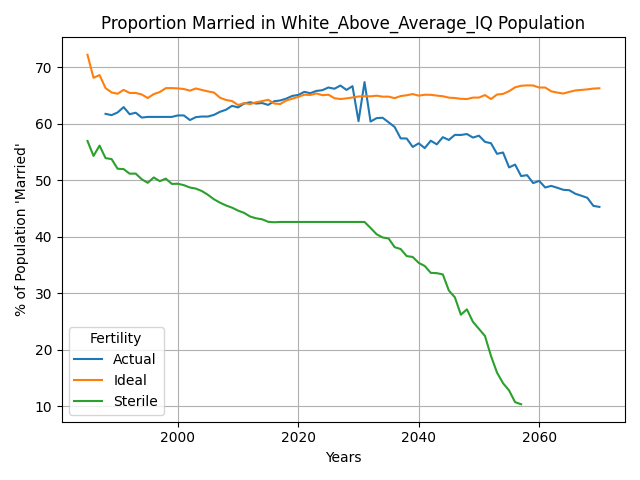 Proportion Married in White_Above_Average_IQ Population
% of Population 'Married'
70
60
50
40
30
20
10
Fertility
Actual
Ideal
Sterile
2000
2020
2040
2060
Years